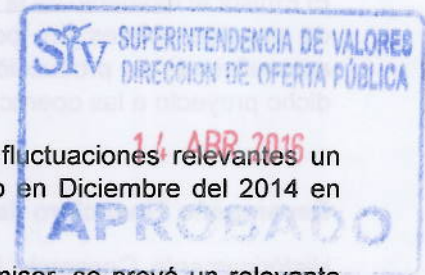 SIV SUPERINTENDENCIA DE VALORES
DIRECCION DE OFERTA PÚBLICA
14 ABR 2016
fluctuaciones relevantes un
en Diciembre del 2014 en
APROBADO
se prevé un relevante